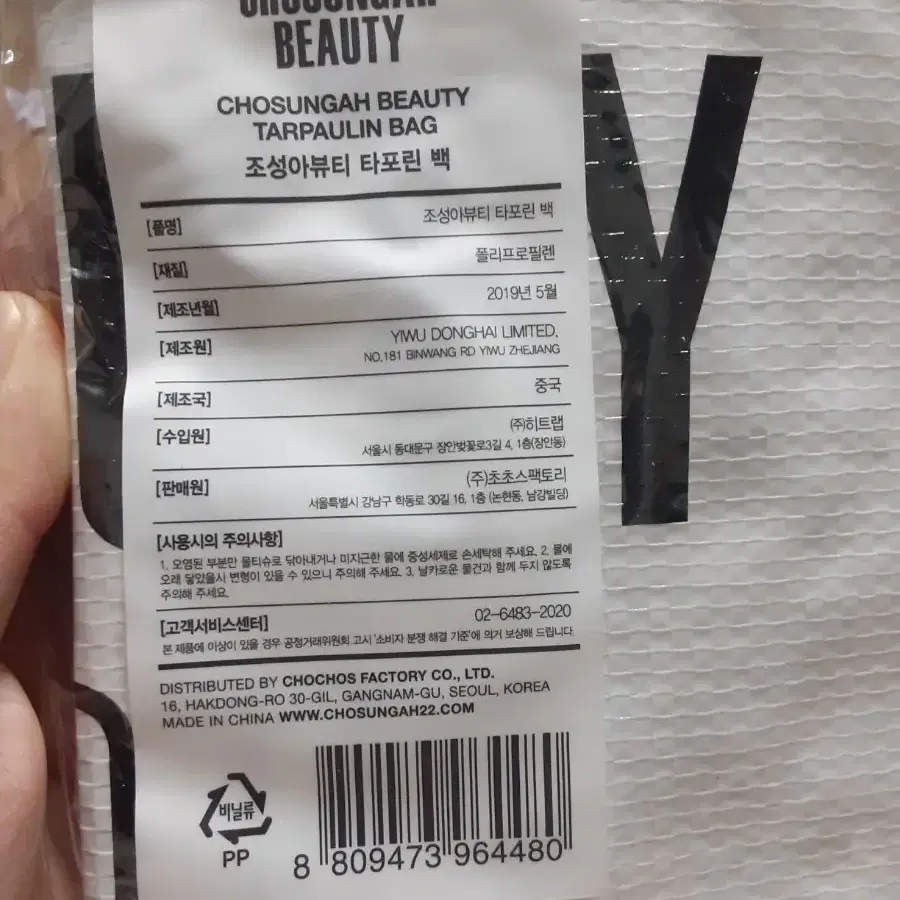 CHOSUNGAH
BEAUTY
CHOSUNGAH BEAUTY
TARPAULIN BAG
조성아뷰티 타포린 백
[품명] 조성아뷰티 타포린 백
[재질] 폴리프로필렌
[제조년월] 2019년 5월
[제조원] YIWU DONGHAI LIMITED.
NO.181 BINWANG RD YIWU ZHEJIANG
[제조국] 중국
[수입원] (주)히트랩
서울시 동대문구 장안벚꽃로3길 4, 1층(장안동)
[판매원] (주)초초스팩토리
서울특별시 강남구 학동로 30길 16, 1층 (논현동, 남강빌딩)
[사용시의 주의사항]
1. 오염된 부분만 물티슈로 닦아내거나 미지근한 물에 중성세제로 손세탁해 주세요. 2. 물에
오래 닿았을시 변형이 있을 수 있으니 주의해 주세요. 3. 날카로운 물건과 함께 두지 않도록
주의해 주세요.
[고객서비스센터] 02-6483-2020
본 제품에 이상이 있을 경우 공정거래위원회 고시 '소비자 분쟁 해결 기준'에 의거 보상해 드립니다.
DISTRIBUTED BY CHOCHOS FACTORY CO., LTD.
16, HAKDONG-RO 30-GIL, GANGNAM-GU, SEOUL, KOREA
MADE IN CHINA WWW.CHOSUNGAH22.COM
비닐류
PP
8 809473 964480
Y